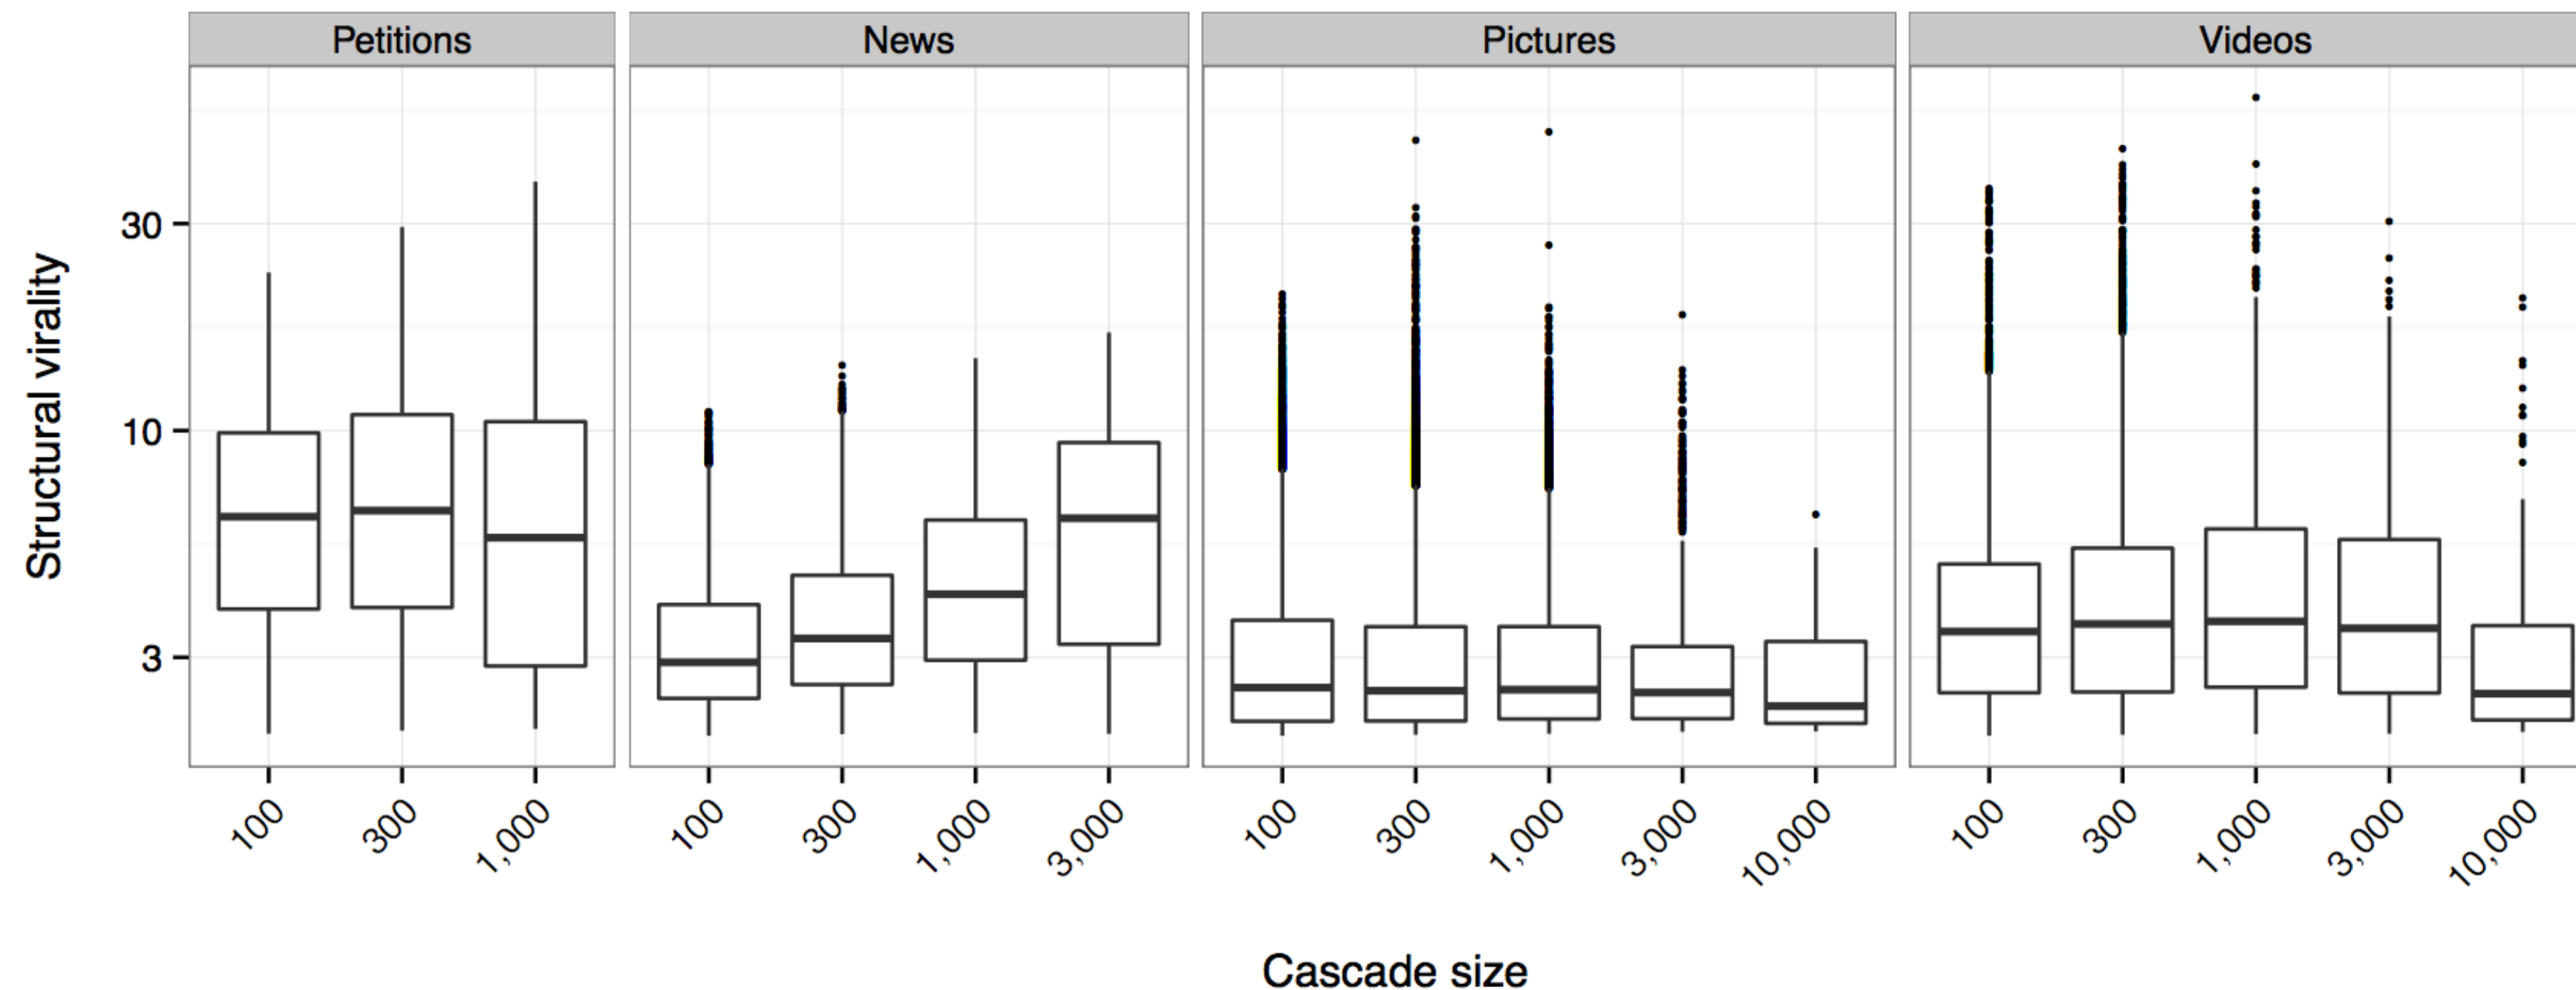 Petitions News Pictures Videos
Structural virality
30
10
3
100 300 1,000 100 300 1,000 3,000 100 300 1,000 3,000 10,000 100 300 1,000 3,000 10,000
Cascade size